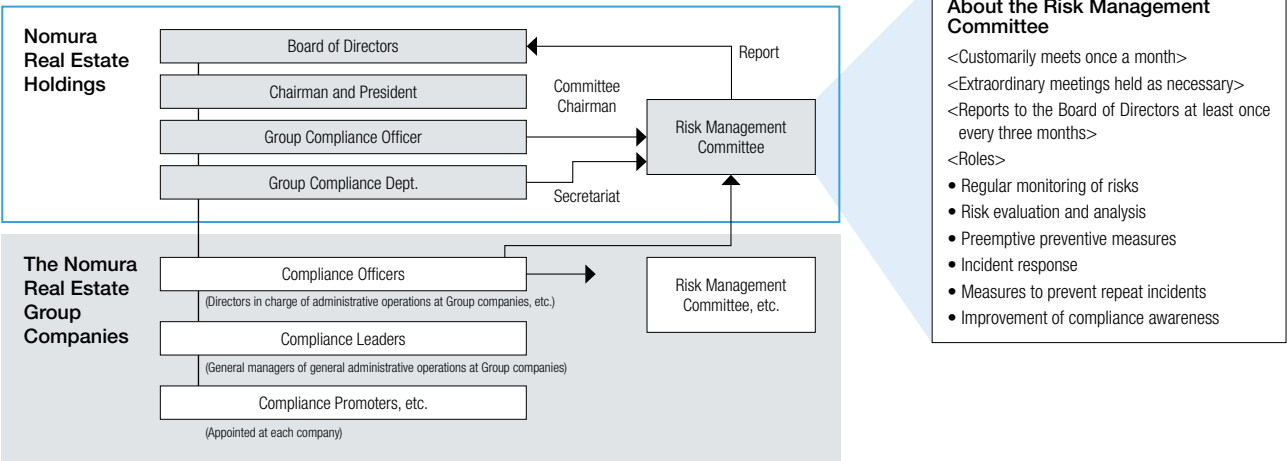 Nomura
Real Estate
Holdings
Board of Directors
Chairman and President
Group Compliance Officer
Group Compliance Dept.
Report
Committee
Chairman
Secretariat
Risk Management
Committee
The Nomura
Real Estate
Group
Companies
Compliance Officers
(Directors in charge of administrative operations at Group companies, etc.)
Compliance Leaders
(General managers of general administrative operations at Group companies)
Compliance Promoters, etc.
(Appointed at each company)
Risk Management
Committee, etc.
About the Risk Management
Committee
<Customarily meets once a month>
<Extraordinary meetings held as necessary>
<Reports to the Board of Directors at least once
every three months>
<Roles>
• Regular monitoring of risks
• Risk evaluation and analysis
• Preemptive preventive measures
• Incident response
• Measures to prevent repeat incidents
• Improvement of compliance awareness